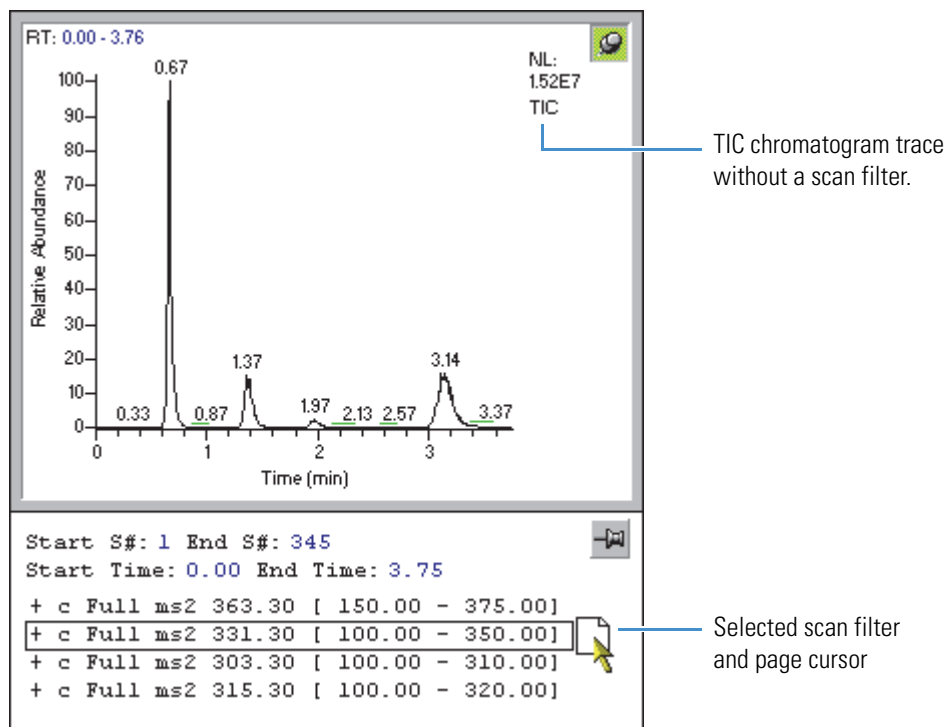 RT: 0.00 - 3.76
NL:
1.52E7
TIC
TIC chromatogram trace
without a scan filter.
Relative Abundance
100
90
80
70
60
50
40
30
20
10
0
0.67
1.37
3.14
0.33
0.87
1.97
2.13
2.57
3.37
0 1 2 3
Time (min)
Start S#: 1 End S#: 345
Start Time: 0.00 End Time: 3.75
+ c Full ms2 363.30 [ 150.00 - 375.00]
+ c Full ms2 331.30 [ 100.00 - 350.00]
+ c Full ms2 303.30 [ 100.00 - 310.00]
+ c Full ms2 315.30 [ 100.00 - 320.00]
Selected scan filter
and page cursor